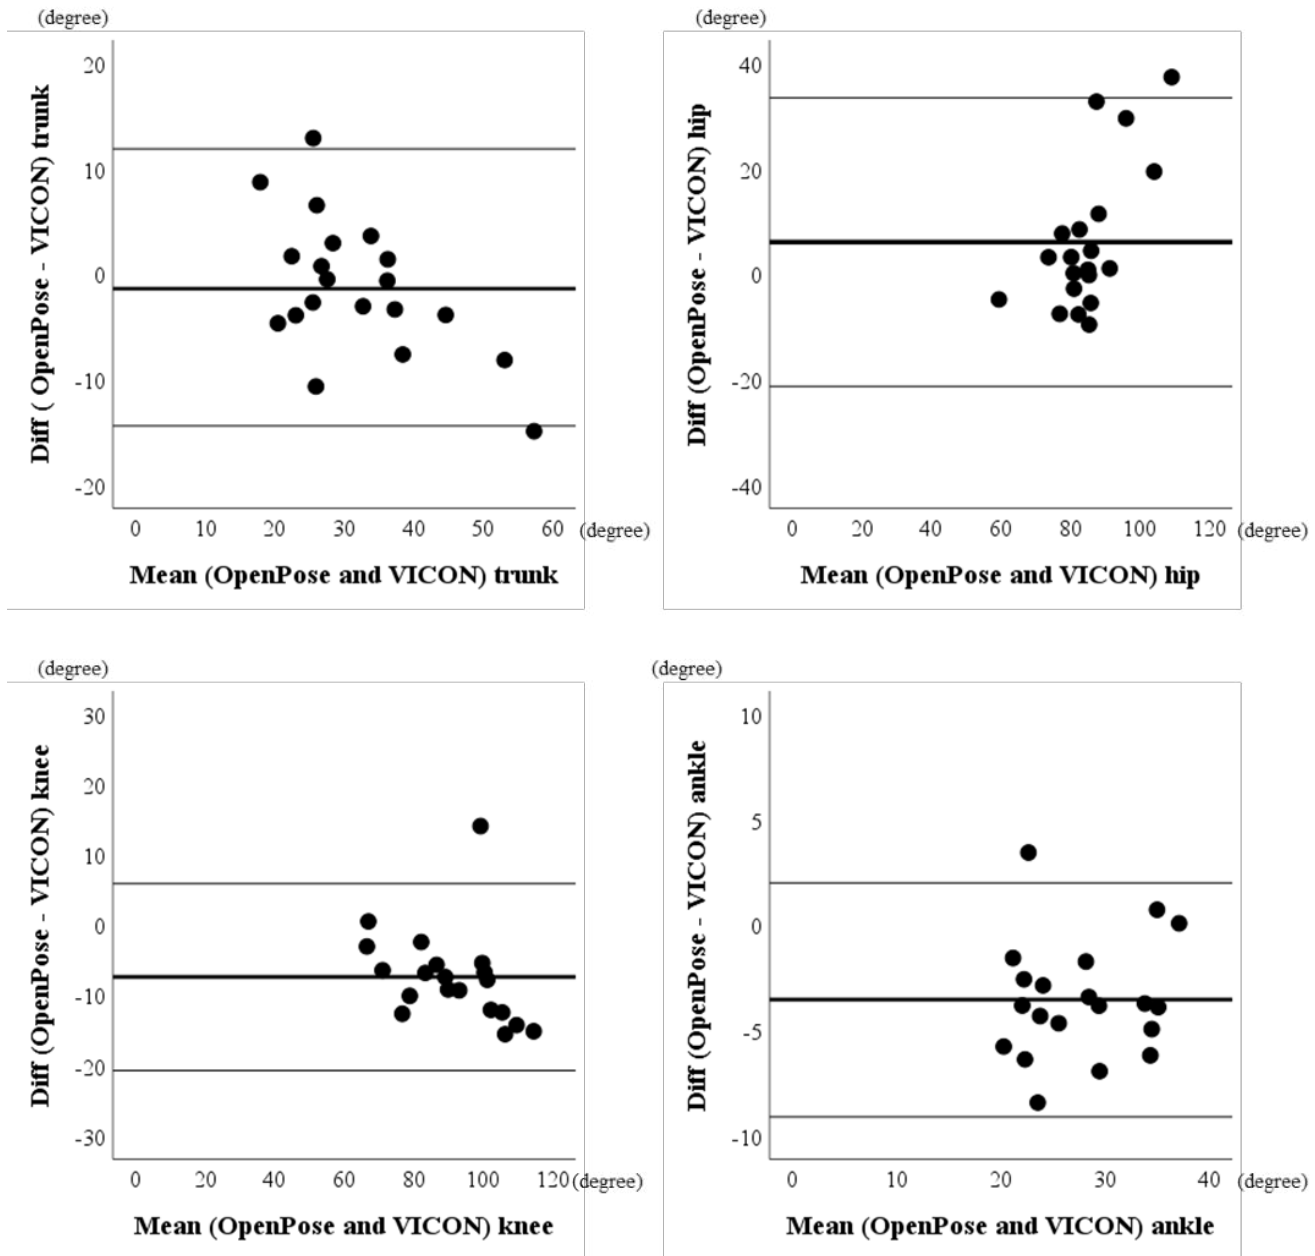 (degree)
20
10
0
-10
-20
Diff ( OpenPose - VICON) trunk
0 10 20 30 40 50 60 (degree)
Mean (OpenPose and VICON) trunk
(degree)
40
20
0
-20
-40
Diff (OpenPose - VICON) hip
0 20 40 60 80 100 120 (degree)
Mean (OpenPose and VICON) hip
(degree)
30
20
10
0
-10
-20
-30
Diff (OpenPose - VICON) knee
0 20 40 60 80 100 120 (degree)
Mean (OpenPose and VICON) knee
(degree)
10
5
0
-5
-10
Diff (OpenPose - VICON) ankle
0 10 20 30 40 (degree)
Mean (OpenPose and VICON) ankle